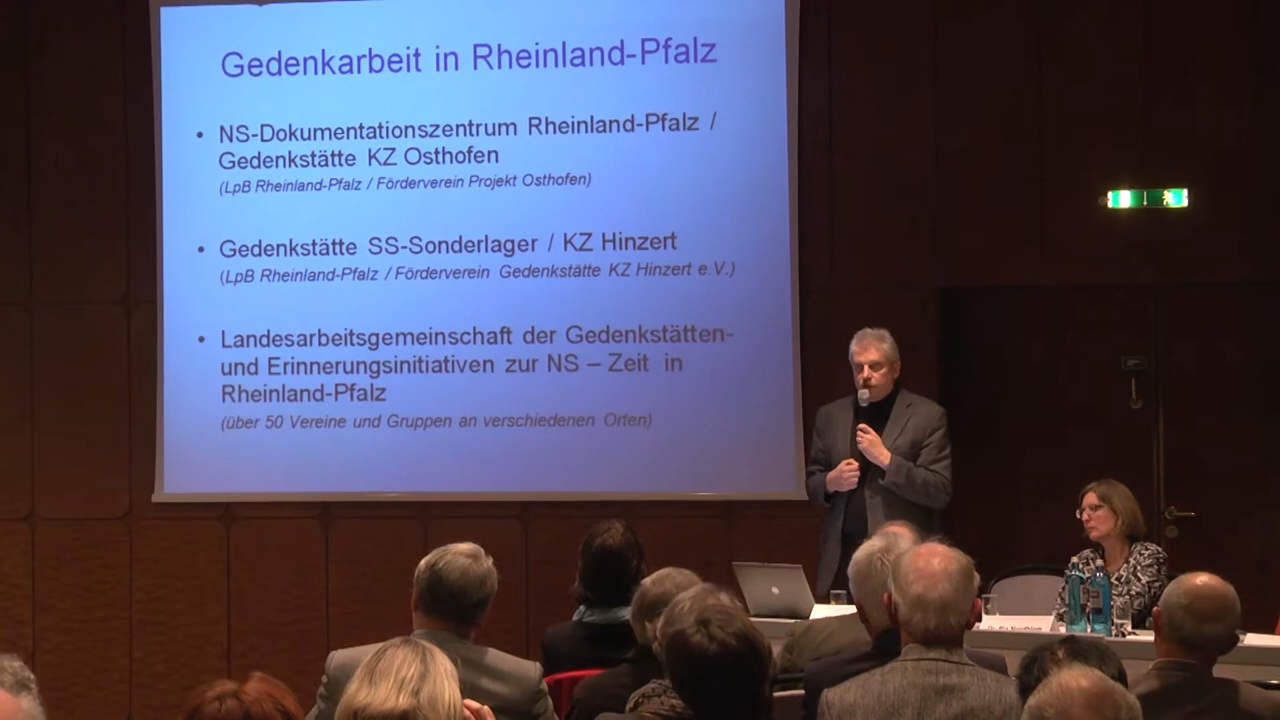 Gedenkarbeit in Rheinland-Pfalz
• NS-Dokumentationszentrum Rheinland-Pfalz /
Gedenkstätte KZ Osthofen
(LpB Rheinland-Pfalz / Förderverein Projekt Osthofen)
• Gedenkstätte SS-Sonderlager / KZ Hinzert
(LpB Rheinland-Pfalz / Förderverein Gedenkstätte KZ Hinzert e.V.)
• Landesarbeitsgemeinschaft der Gedenkstätten-
und Erinnerungsinitiativen zur NS – Zeit in
Rheinland-Pfalz
(über 50 Vereine und Gruppen an verschiedenen Orten)